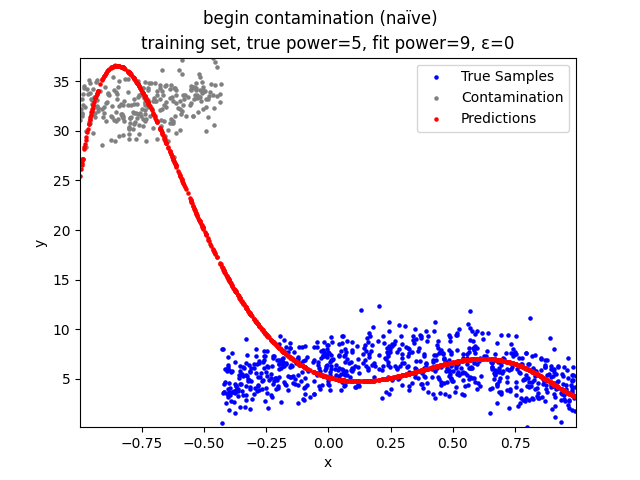 begin contamination (naïve)
training set, true power=5, fit power=9, ε=0
True Samples
Contamination
Predictions
y
35
30
25
20
15
10
5
−0.75
−0.50
−0.25
0.00
0.25
0.50
0.75
x